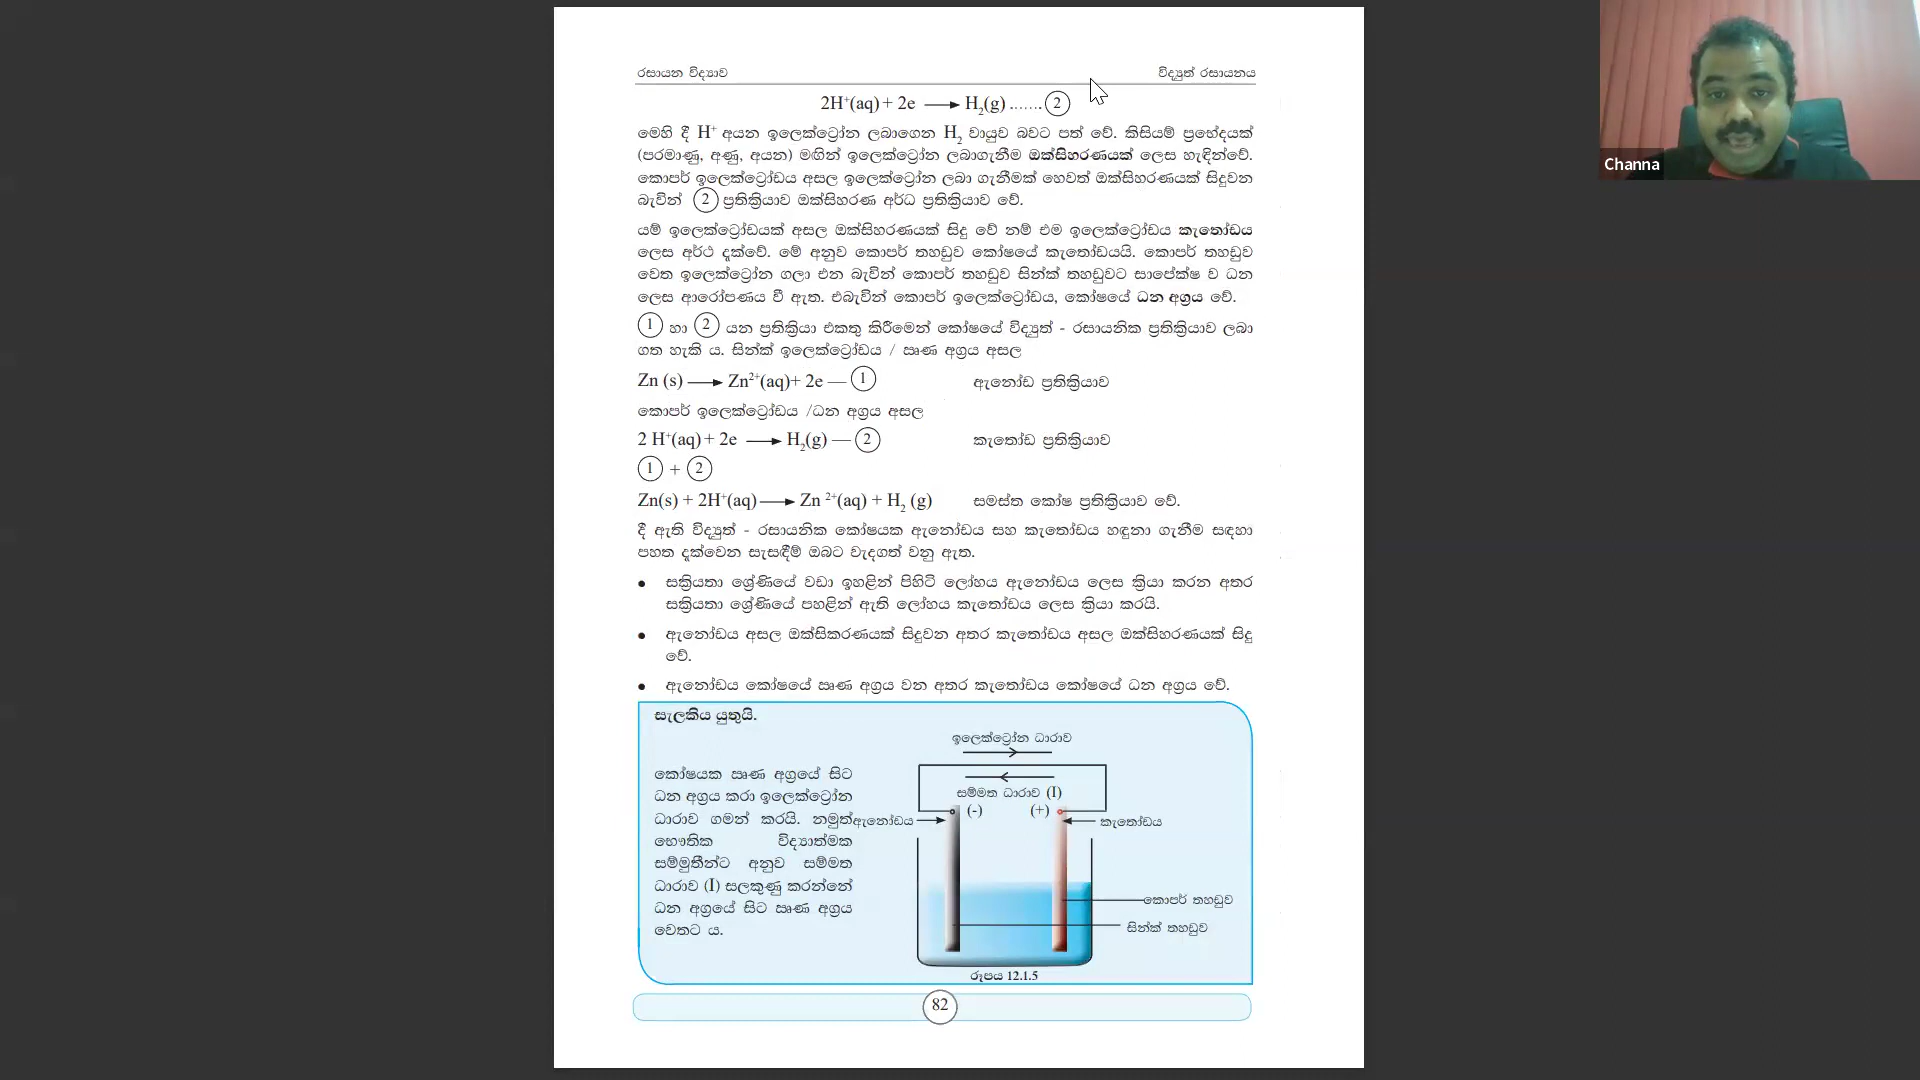 රසායන විද්‍යාව විද්‍යුත් රසායනය
2H⁺(aq) + 2e ⟶ H₂(g) ....... ②
මෙහි දී H⁺ අයන ඉලෙක්ට්‍රෝන ලබාගෙන H₂ වායුව බවට පත් වේ. කිසියම් ප්‍රභේදයක්
(පරමාණු, අණු, අයන) මඟින් ඉලෙක්ට්‍රෝන ලබාගැනීම ඔක්සිහරණයක් ලෙස හැඳින්වේ.
කොපර් ඉලෙක්ට්‍රෝඩය අසල ඉලෙක්ට්‍රෝන ලබා ගැනීමක් හෙවත් ඔක්සිහරණයක් සිදුවන
බැවින් ② ප්‍රතික්‍රියාව ඔක්සිහරණ අර්ධ ප්‍රතික්‍රියාව වේ.
යම් ඉලෙක්ට්‍රෝඩයක් අසල ඔක්සිහරණයක් සිදු වේ නම් එම ඉලෙක්ට්‍රෝඩය කැතෝඩය
ලෙස අර්ථ දැක්වේ. මේ අනුව කොපර් තහඩුව කෝෂයේ කැතෝඩයයි. කොපර් තහඩුව
වෙත ඉලෙක්ට්‍රෝන ගලා එන බැවින් කොපර් තහඩුව සින්ක් තහඩුවට සාපේක්ෂ ව ධන
ලෙස ආරෝපණය වී ඇත. එබැවින් කොපර් ඉලෙක්ට්‍රෝඩය, කෝෂයේ ධන අග්‍රය වේ.
① හා ② යන ප්‍රතික්‍රියා එකතු කිරීමෙන් කෝෂයේ විද්‍යුත් - රසායනික ප්‍රතික්‍රියාව ලබා
ගත හැකි ය. සින්ක් ඉලෙක්ට්‍රෝඩය / ඍණ අග්‍රය අසල
Zn (s) ⟶ Zn²⁺(aq)+ 2e — ① ඇනෝඩ ප්‍රතික්‍රියාව
කොපර් ඉලෙක්ට්‍රෝඩය /ධන අග්‍රය අසල
2 H⁺(aq) + 2e ⟶ H₂(g) — ② කැතෝඩ ප්‍රතික්‍රියාව
① + ②
Zn(s) + 2H⁺(aq) ⟶ Zn ²⁺(aq) + H₂ (g) සමස්ත කෝෂ ප්‍රතික්‍රියාව වේ.
දී ඇති විද්‍යුත් - රසායනික කෝෂයක ඇනෝඩය සහ කැතෝඩය හඳුනා ගැනීම සඳහා
පහත දැක්වෙන සැසඳීම් ඔබට වැදගත් වනු ඇත.
• සක්‍රියතා ශ්‍රේණියේ වඩා ඉහළින් පිහිටි ලෝහය ඇනෝඩය ලෙස ක්‍රියා කරන අතර
සක්‍රියතා ශ්‍රේණියේ පහළින් ඇති ලෝහය කැතෝඩය ලෙස ක්‍රියා කරයි.
• ඇනෝඩය අසල ඔක්සිකරණයක් සිදුවන අතර කැතෝඩය අසල ඔක්සිහරණයක් සිදු
වේ.
• ඇනෝඩය කෝෂයේ ඍණ අග්‍රය වන අතර කැතෝඩය කෝෂයේ ධන අග්‍රය වේ.
සැලකිය යුතුයි.
කෝෂයක ඍණ අග්‍රයේ සිට
ධන අග්‍රය කරා ඉලෙක්ට්‍රෝන
ධාරාව ගමන් කරයි. නමුත්
භෞතික විද්‍යාත්මක
සම්මුතීන්ට අනුව සම්මත
ධාරාව (I) සලකුණු කරන්නේ
ධන අග්‍රයේ සිට ඍණ අග්‍රය
වෙතට ය.
ඉලෙක්ට්‍රෝන ධාරාව
සම්මත ධාරාව (I)
(-) (+)
ඇනෝඩය කැතෝඩය
කොපර් තහඩුව
සින්ක් තහඩුව
රූපය 12.1.5
82
Channa